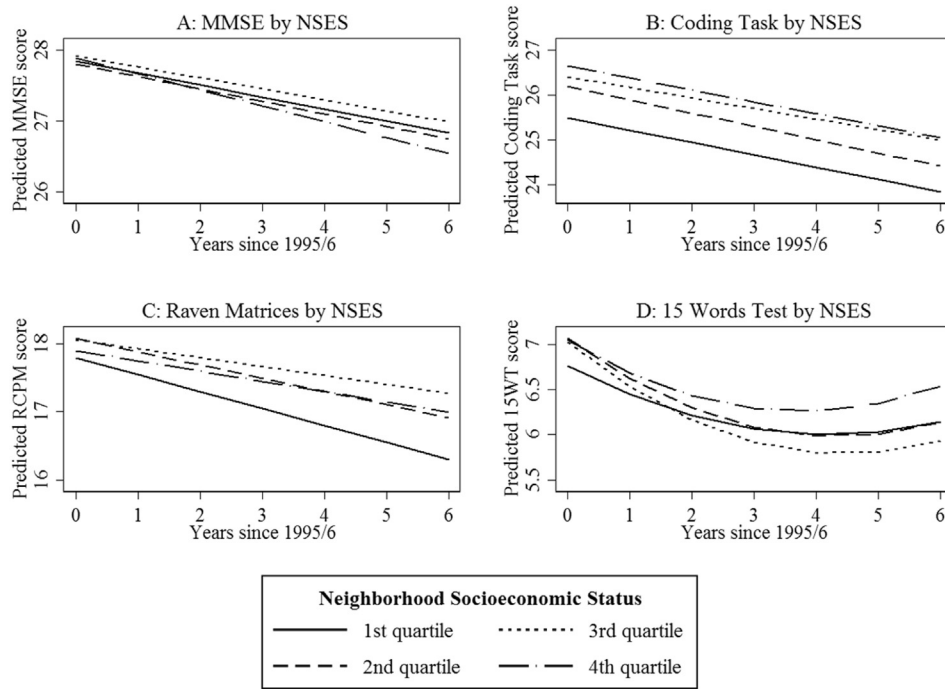 A: MMSE by NSES
Predicted MMSE score
28
27
26
0 1 2 3 4 5 6
Years since 1995/6
B: Coding Task by NSES
Predicted Coding Task score
27
26
25
24
0 1 2 3 4 5 6
Years since 1995/6
C: Raven Matrices by NSES
Predicted RCPM score
18
17
16
0 1 2 3 4 5 6
Years since 1995/6
D: 15 Words Test by NSES
Predicted 15WT score
7
6.5
6
5.5
0 1 2 3 4 5 6
Years since 1995/6
Neighborhood Socioeconomic Status
1st quartile 3rd quartile
2nd quartile 4th quartile